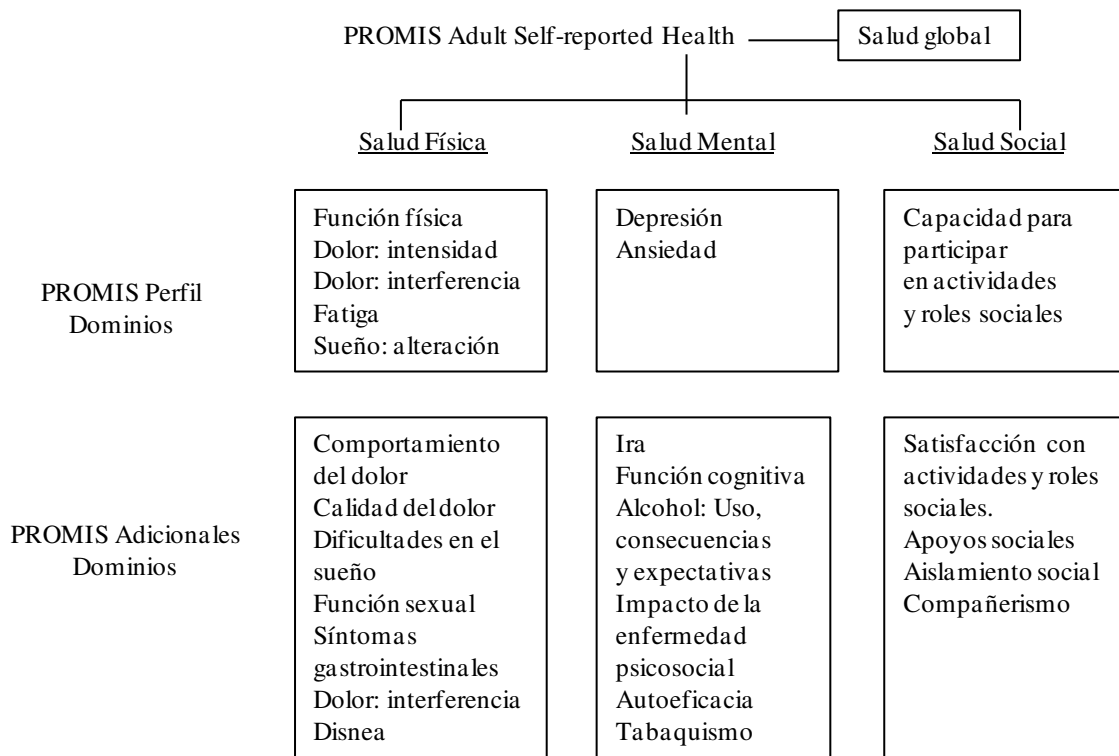 PROMIS Adult Self-reported Health
Salud global
Salud Física
Salud Mental
Salud Social
PROMIS Perfil
Dominios
Función física
Dolor: intensidad
Dolor: interferencia
Fatiga
Sueño: alteración
Depresión
Ansiedad
Capacidad para
participar
en actividades
y roles sociales
PROMIS Adicionales
Dominios
Comportamiento
del dolor
Calidad del dolor
Dificultades en el
sueño
Función sexual
Síntomas
gastrointestinales
Dolor: interferencia
Disnea
Ira
Función cognitiva
Alcohol: Uso,
consecuencias
y expectativas
Impacto de la
enfermedad
psicosocial
Autoeficacia
Tabaquismo
Satisfacción con
actividades y roles
sociales.
Apoyos sociales
Aislamiento social
Compañerismo